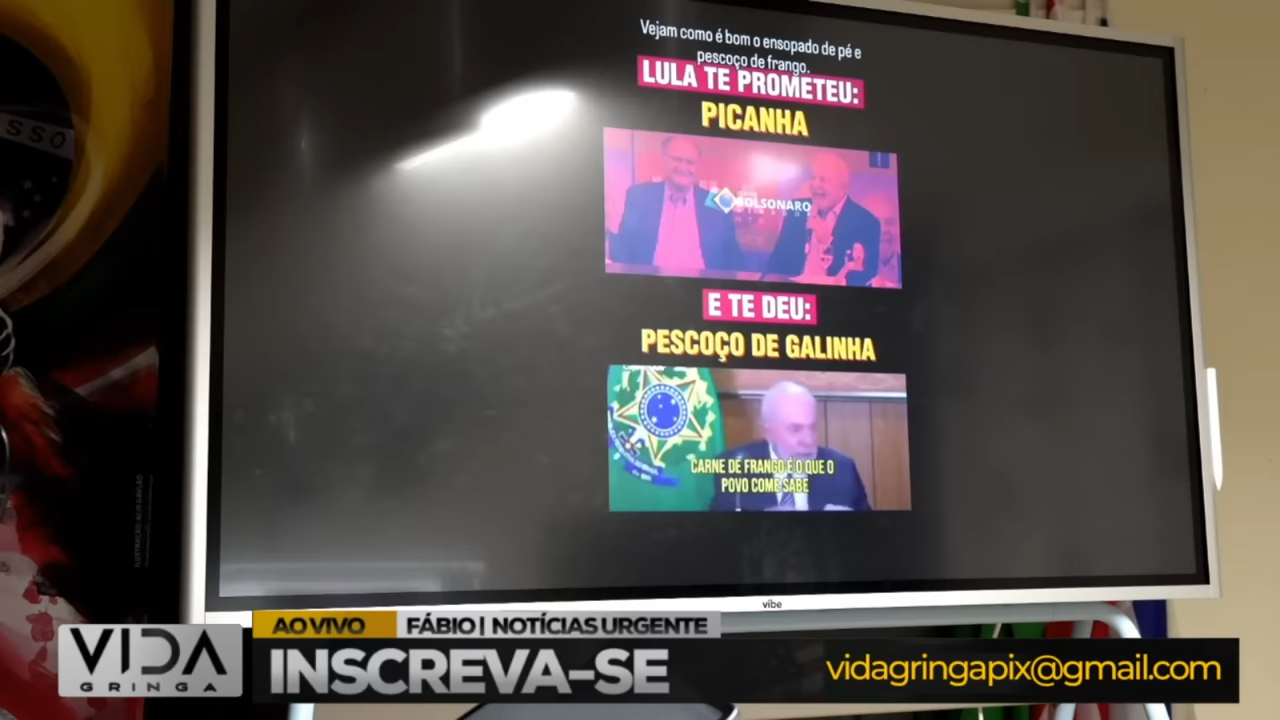 SSO
Vejam como é bom o ensopado de pé e
pescoço de frango.
LULA TE PROMETEU:
PICANHA
BOLSONARO
E TE DEU:
PESCOÇO DE GALINHA
CARNE DE FRANGO É O QUE O
POVO COME SABE
vibe
AO VIVO
FÁBIO| NOTÍCIAS URGENTE
VIDA
GRINGA
INSCREVA-SE
vidagringapix@gmail.com